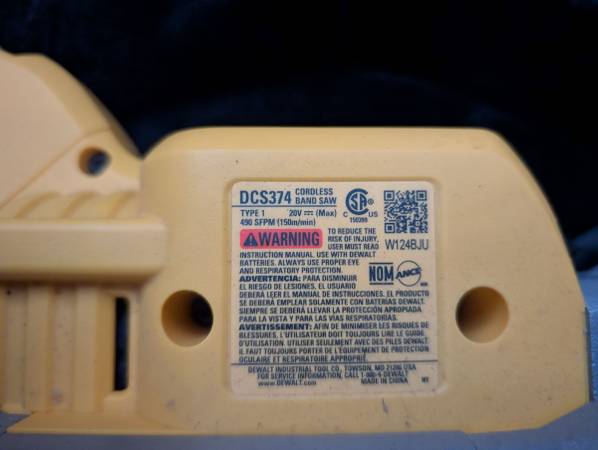 DCS374 CORDLESS BAND SAW
TYPE 1 20V (Max)
490 SFPM (150m/min)
C SA US
150399
W124BJU
WARNING TO REDUCE THE RISK OF INJURY, USER MUST READ
INSTRUCTION MANUAL. USE WITH DEWALT
BATTERIES. ALWAYS USE PROPER EYE
AND RESPIRATORY PROTECTION.
NOM ANCE
ADVERTENCIA: PARA DISMINUIR
EL RIESGO DE LESIONES, EL USUARIO
DEBERÁ LEER EL MANUAL DE INSTRUCCIONES. EL PRODUCTO
SE DEBERÁ EMPLEAR SOLAMENTE CON BATERIAS DEWALT.
SIEMPRE SE DEBERÁ LLEVAR LA PROTECCIÓN APROPIADA
PARA LA VISTA Y PARA LAS VÍAS RESPIRATORIAS.
AVERTISSEMENT: AFIN DE MINIMISER LES RISQUES DE
BLESSURES, L'UTILISATEUR DOIT TOUJOURS LIRE LE GUIDE
D'UTILISATION. UTILISER SEULEMENT AVEC DES PILES DEWALT.
IL FAUT TOUJOURS PORTER DE L'ÉQUIPEMENT DE PROTECTION
OCULAIRE ET RESPIRATOIRE APPROPRIÉ.
DEWALT INDUSTRIAL TOOL CO., TOWSON, MD 21286 USA
FOR SERVICE INFORMATION, CALL 1-800-4-DEWALT
WWW.DEWALT.COM MADE IN CHINA